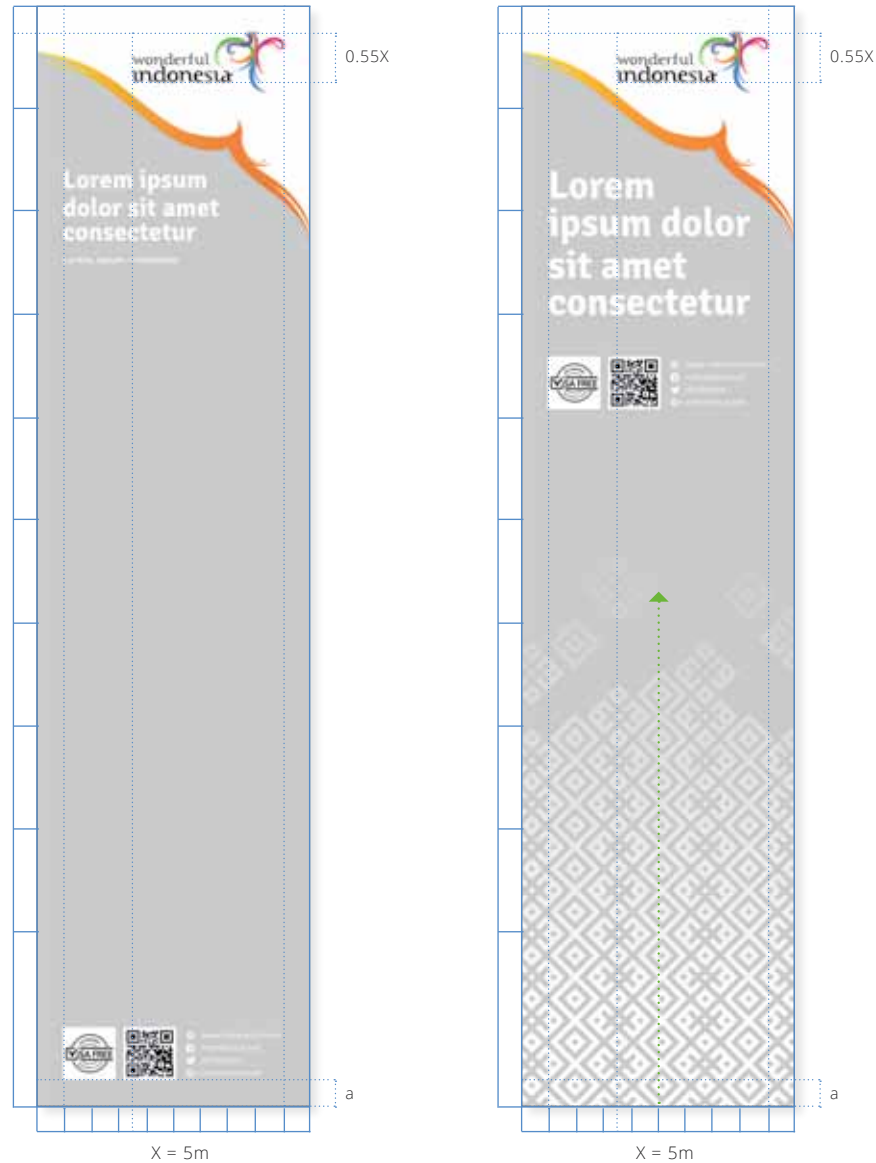 wonderful
indonesia
0.55X
Lorem ipsum
dolor sit amet
consectetur
VISA FREE
a
X = 5m
wonderful
indonesia
0.55X
Lorem
ipsum dolor
sit amet
consectetur
VISA FREE
a
X = 5m